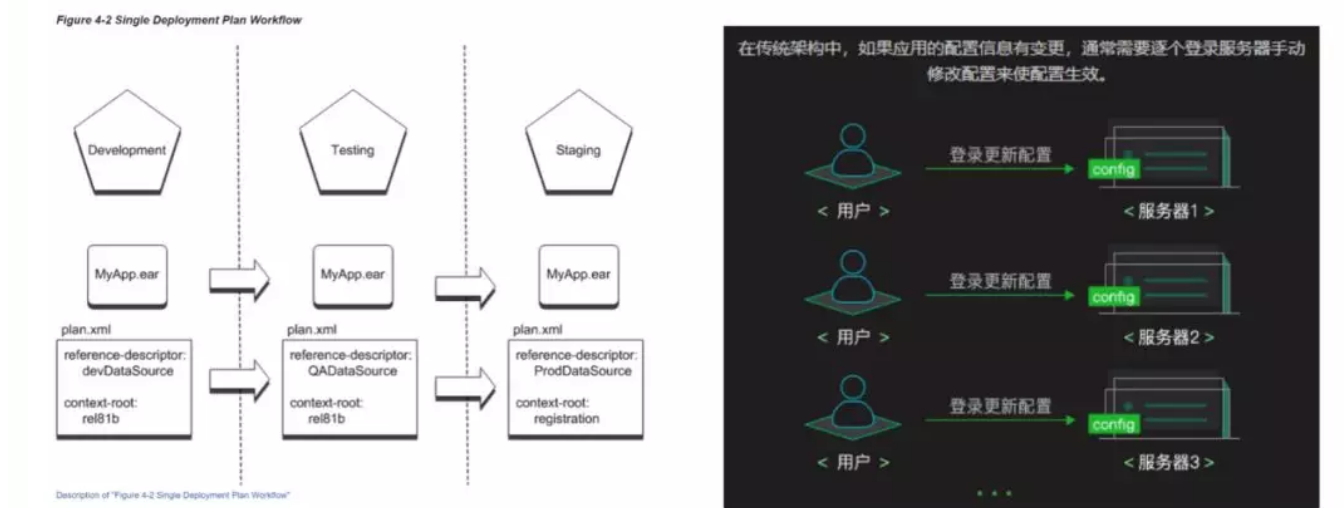 Figure 4-2 Single Deployment Plan Workflow
Development
Testing
Staging
MyApp.ear
MyApp.ear
MyApp.ear
plan.xml
reference-descriptor:
devDataSource
context-root:
rel81b
plan.xml
reference-descriptor:
QADataSource
context-root:
rel81b
plan.xml
reference-descriptor:
ProdDataSource
context-root:
registration
Description of "Figure 4-2 Single Deployment Plan Workflow"
在传统架构中，如果应用的配置信息有变更，通常需要逐个登录服务器手动
修改配置来使配置生效。
登录更新配置
config
< 用户 >
< 服务器1 >
登录更新配置
config
< 用户 >
< 服务器2 >
登录更新配置
config
< 用户 >
< 服务器3 >
...